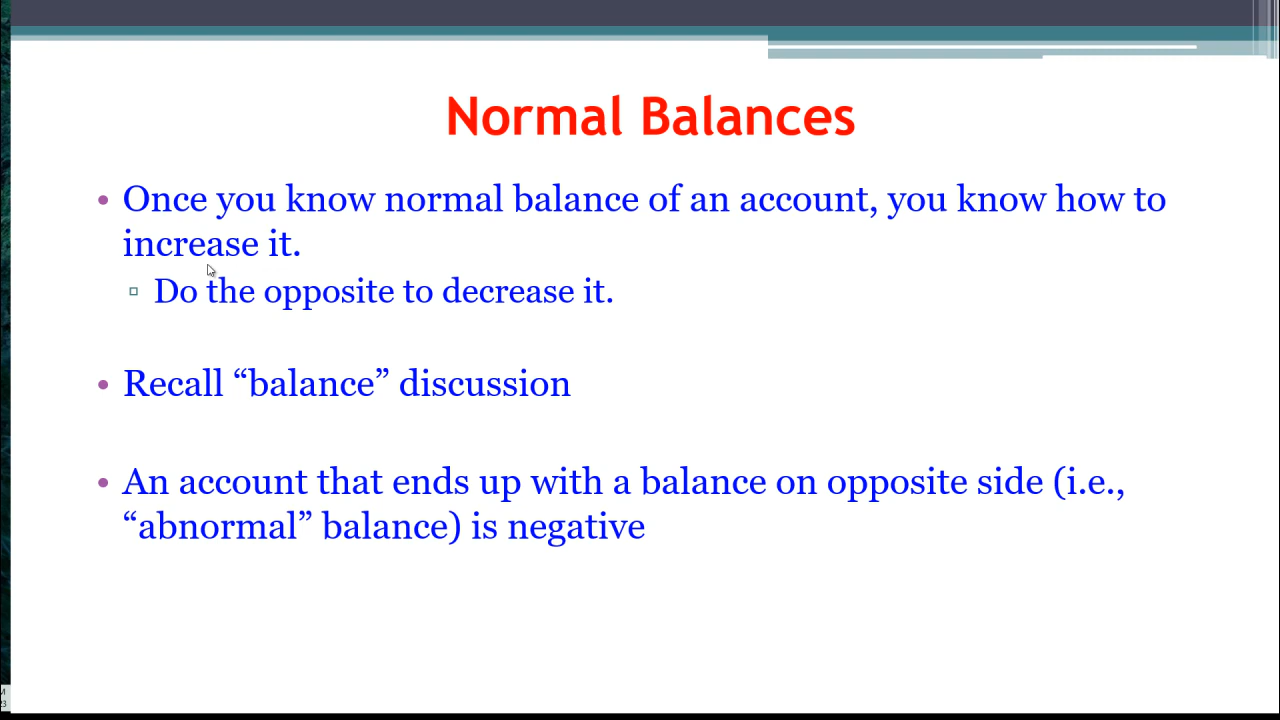 Normal Balances
• Once you know normal balance of an account, you know how to
increase it.
▫ Do the opposite to decrease it.
• Recall “balance” discussion
• An account that ends up with a balance on opposite side (i.e.,
“abnormal” balance) is negative